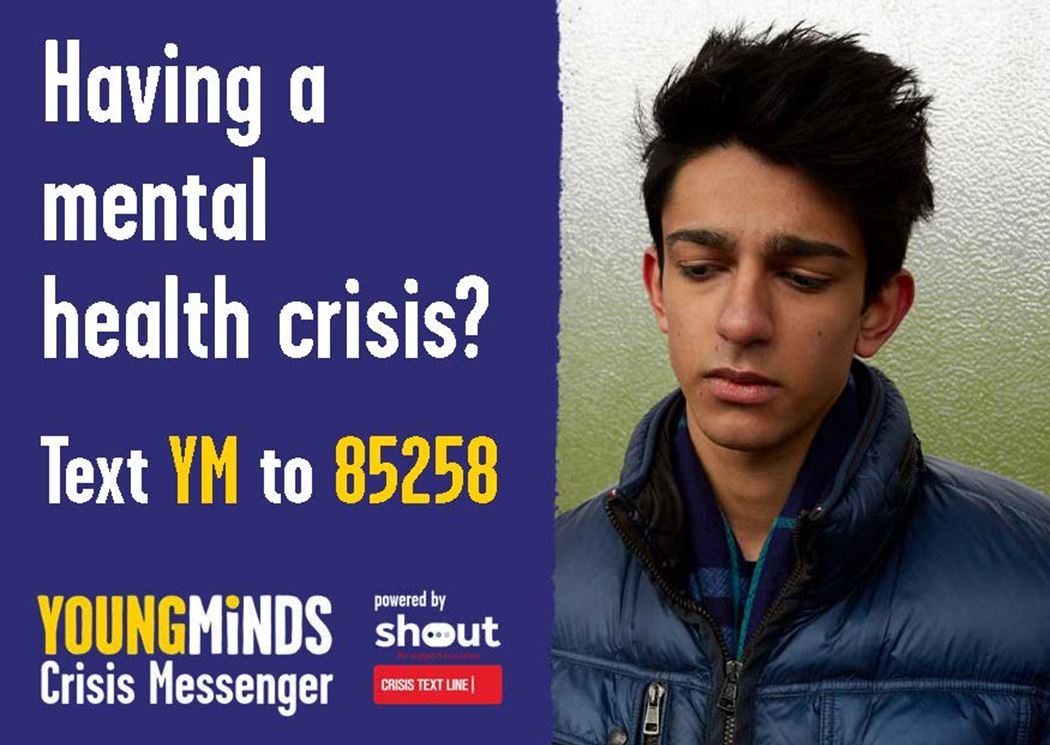 Having a
mental
health crisis?
Text YM to 85258
YOUNGMiNDS
Crisis Messenger
powered by
shout
CRISIS TEXT LINE |